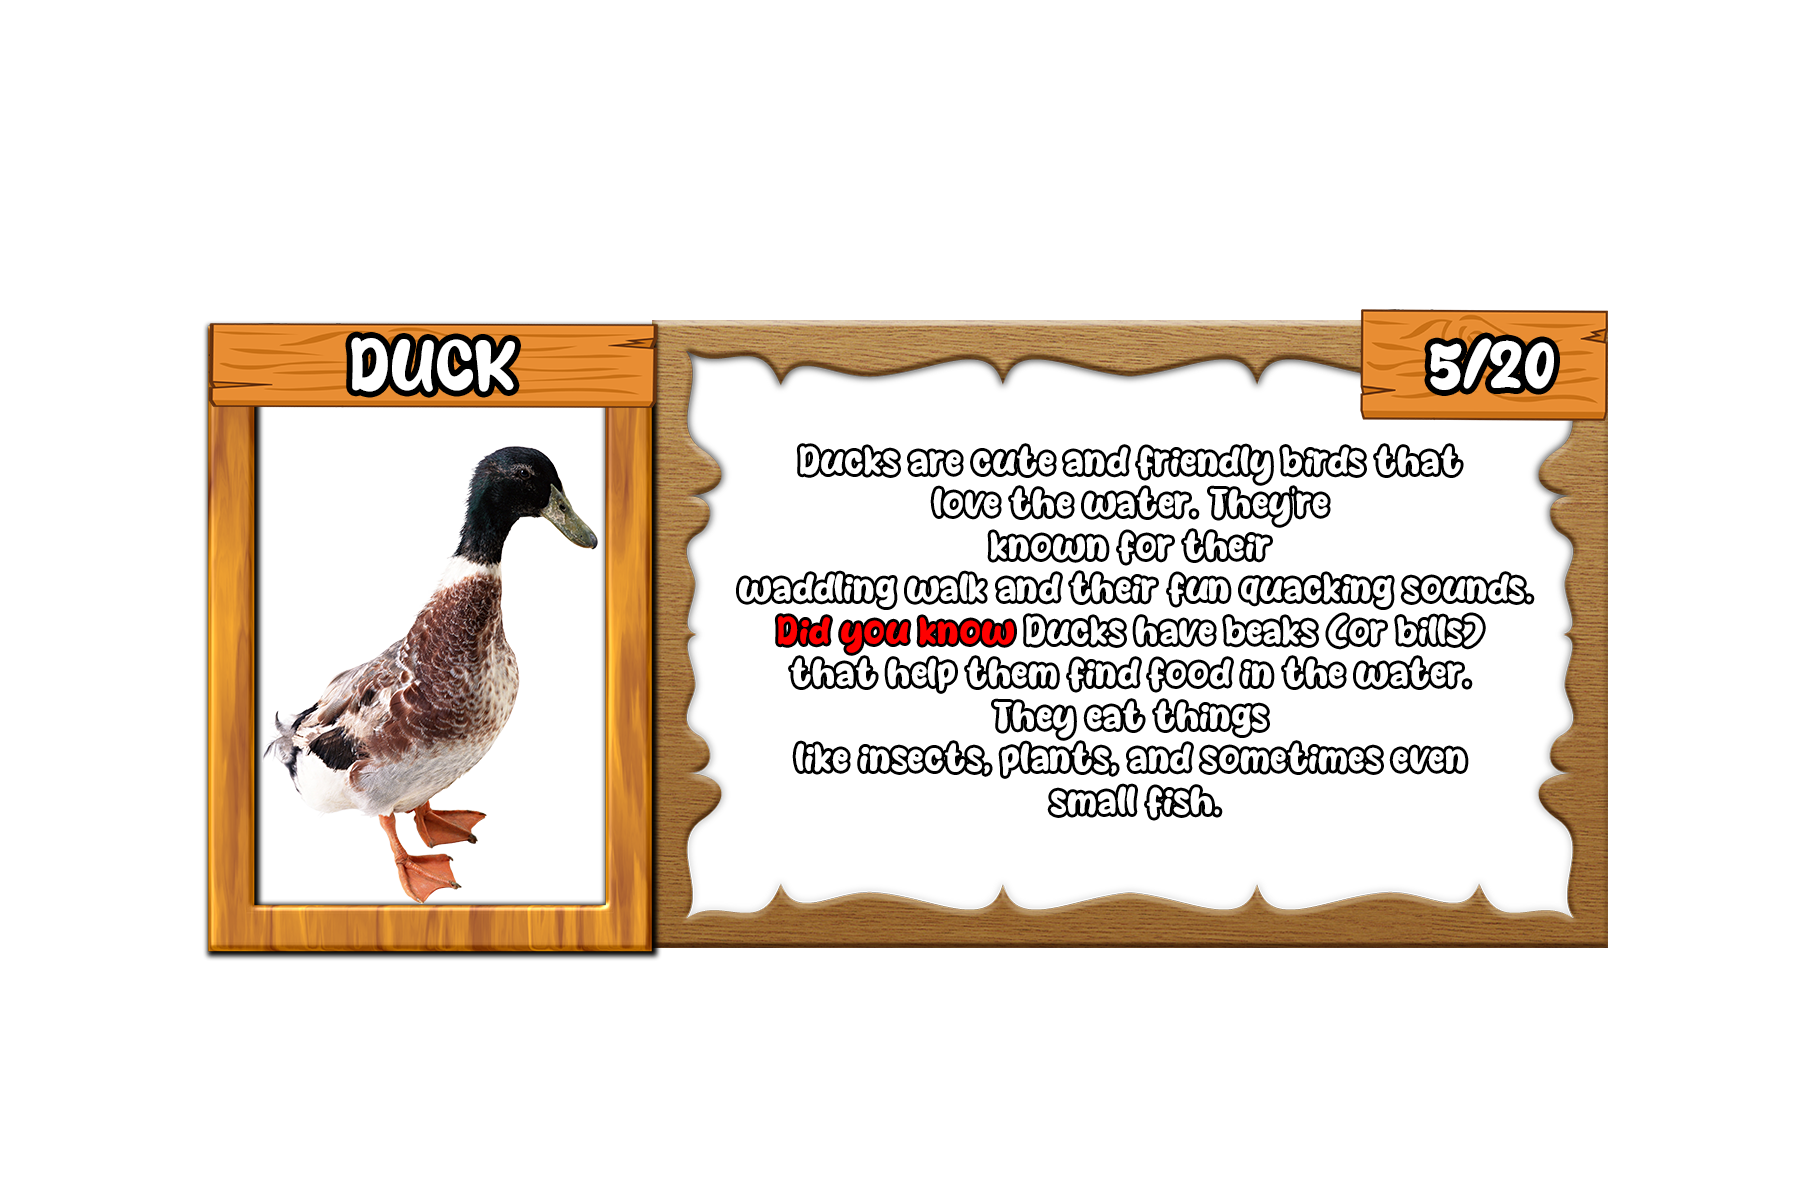 DUCK
5/20
Ducks are cute and friendly birds that
love the water. They're
known for their
waddling walk and their fun quacking sounds.
Did you know Ducks have beaks (or bills)
that help them find food in the water.
They eat things
like insects, plants, and sometimes even
small fish.